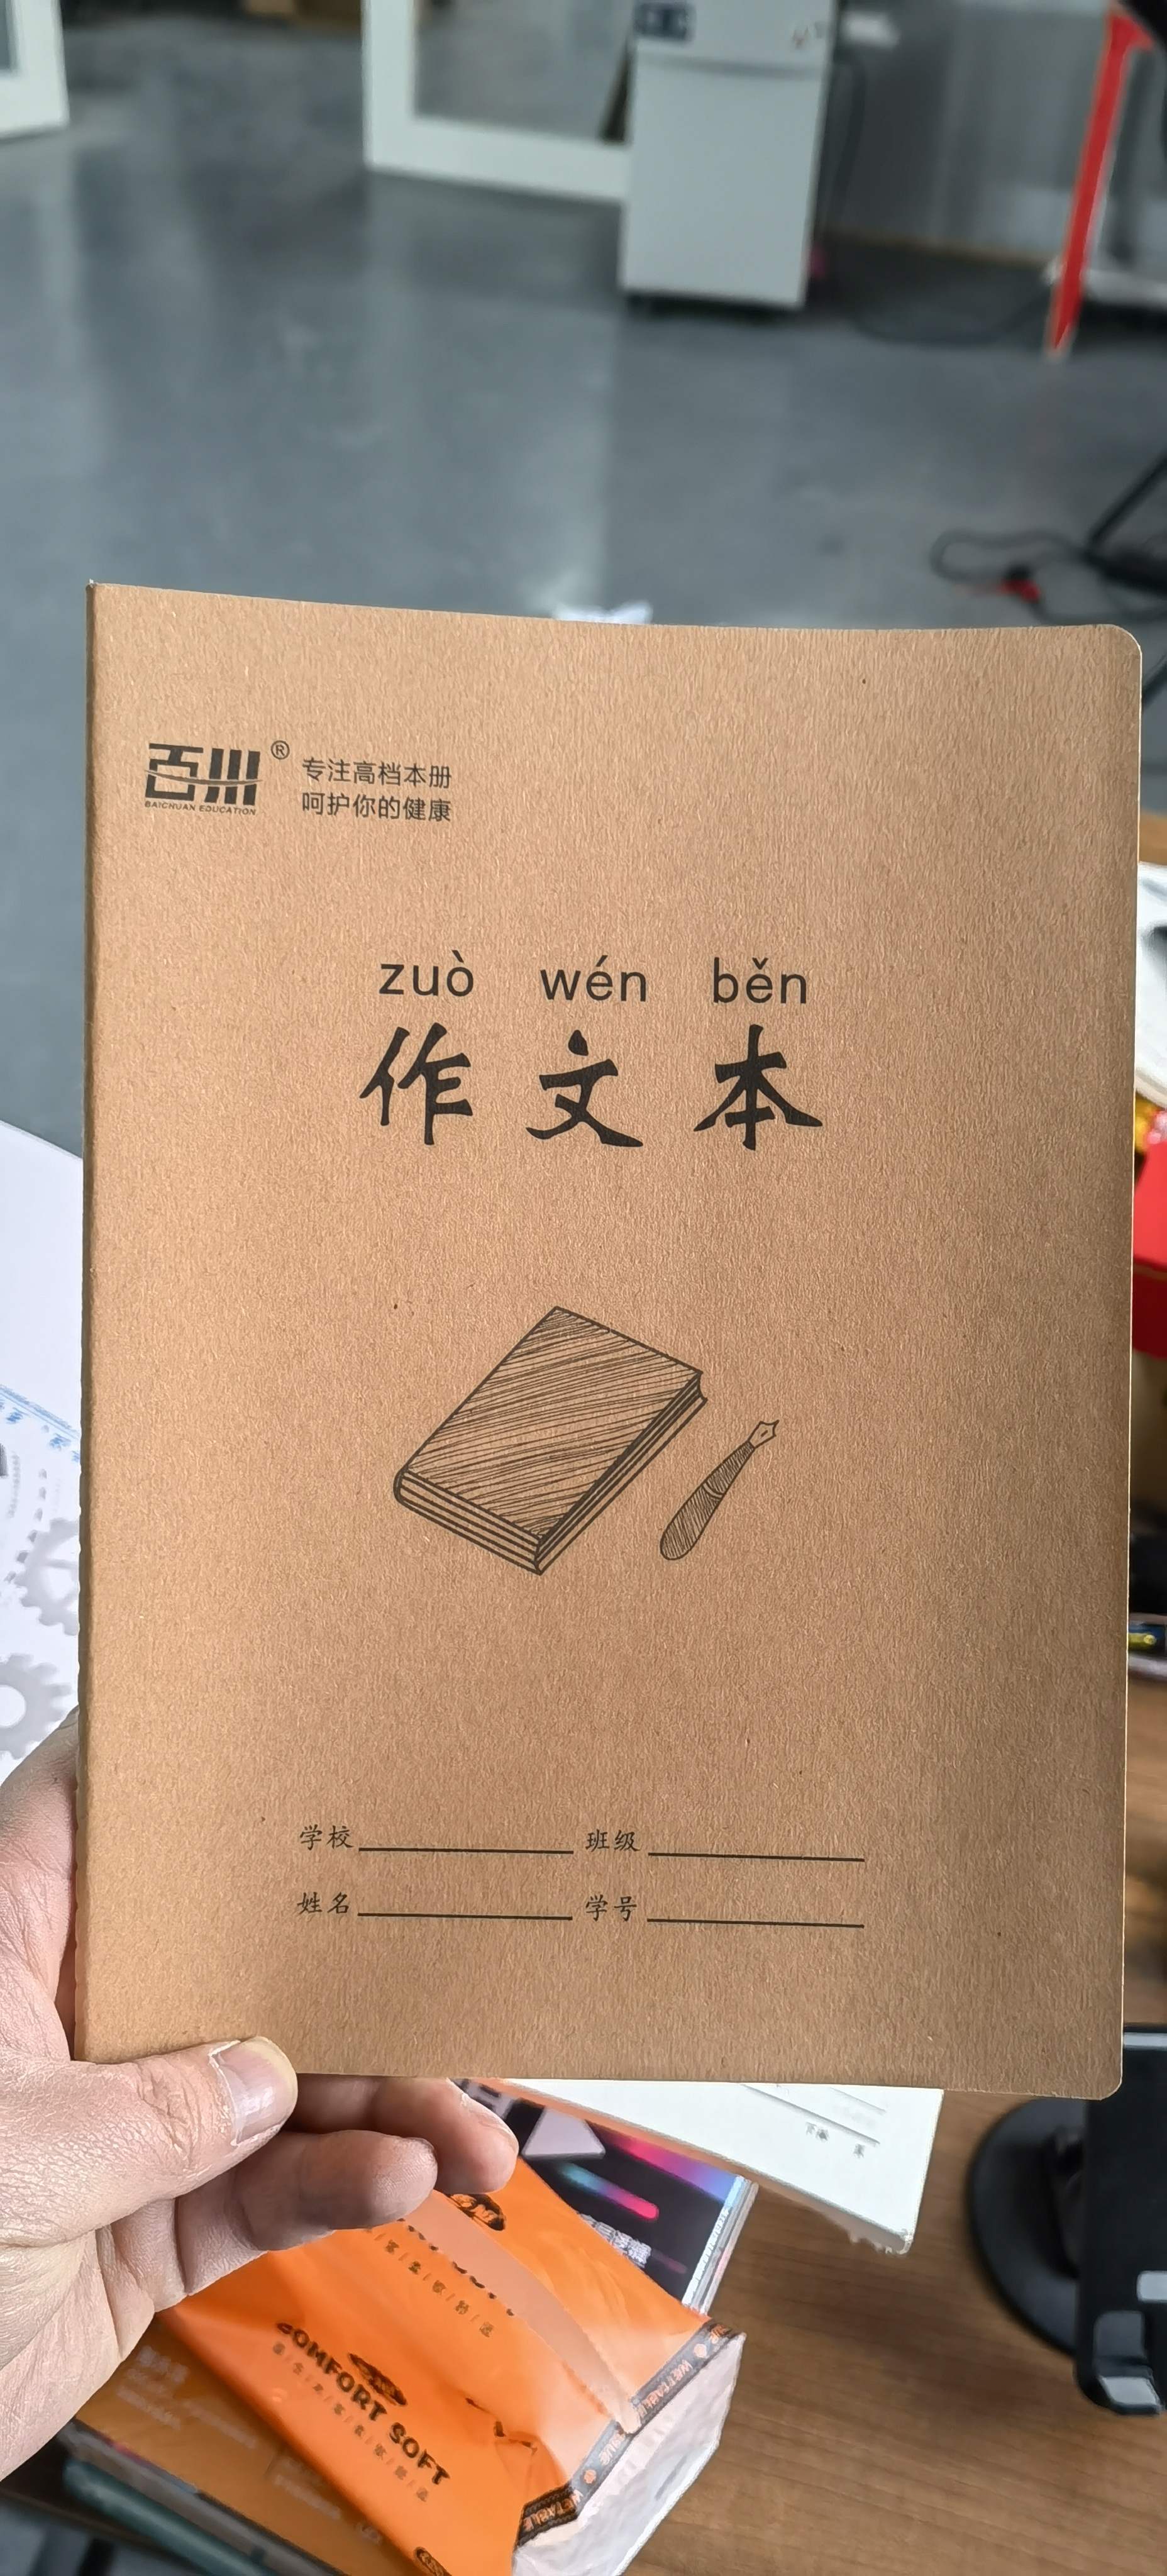 百川®
BAICHUAN EDUCATION
专注高档本册
呵护你的健康
zuò wén běn
作文本
学校 班级
姓名 学号
COMFORT SOFT